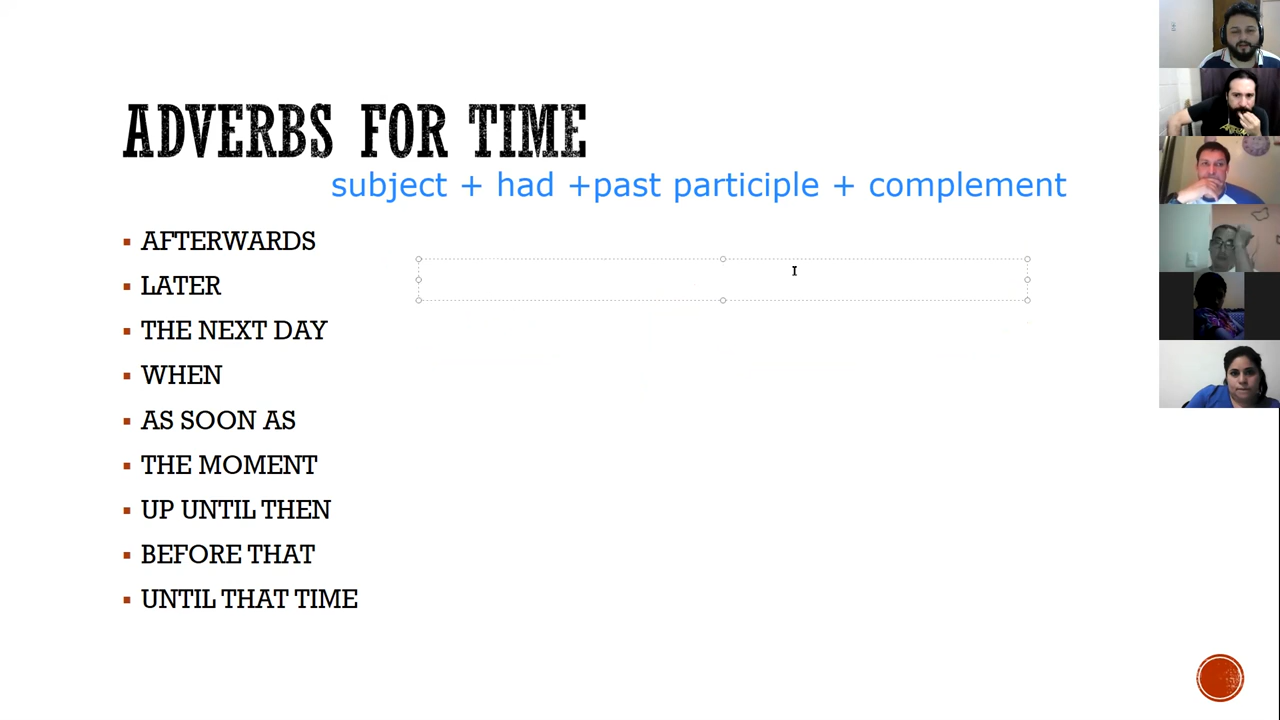 ADVERBS FOR TIME
subject + had +past participle + complement
AFTERWARDS
LATER
THE NEXT DAY
WHEN
AS SOON AS
THE MOMENT
UP UNTIL THEN
BEFORE THAT
UNTIL THAT TIME